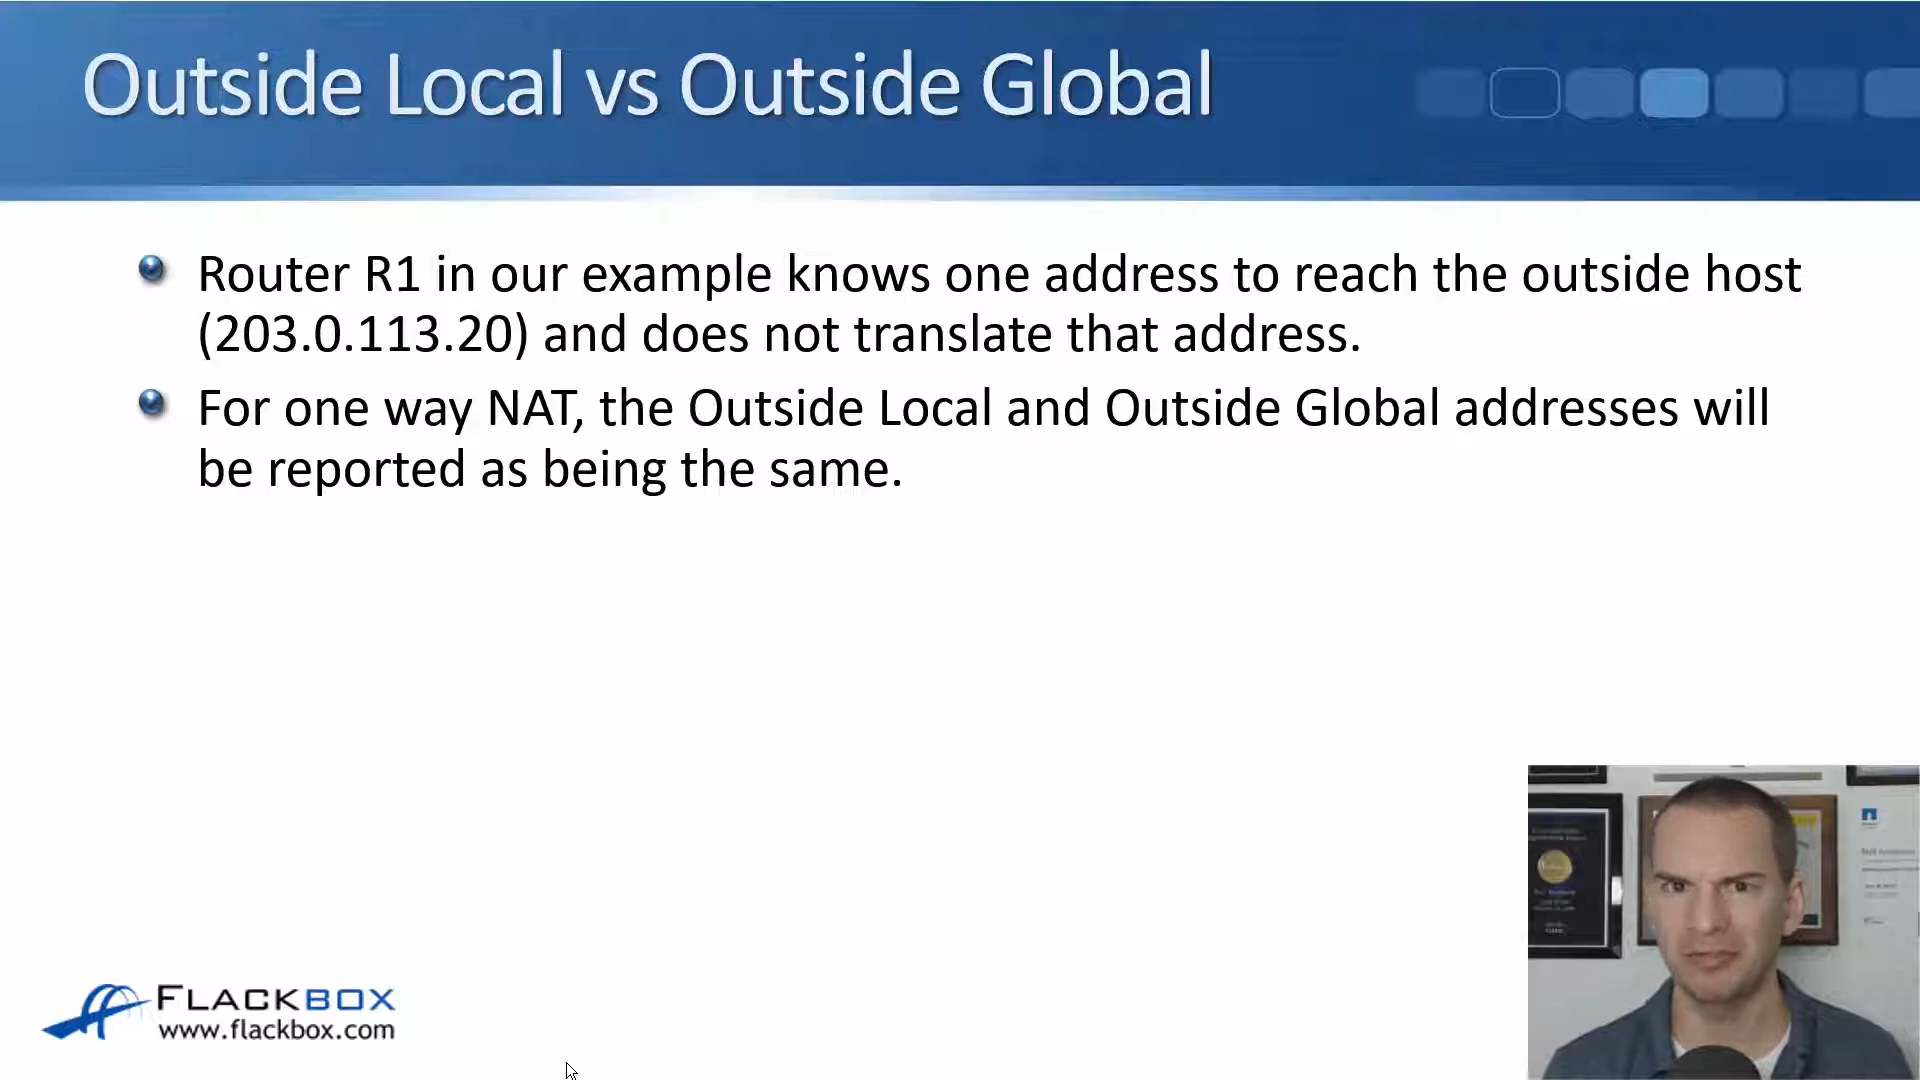 Outside Local vs Outside Global
Router R1 in our example knows one address to reach the outside host
(203.0.113.20) and does not translate that address.
For one way NAT, the Outside Local and Outside Global addresses will
be reported as being the same.
FLACKBOX
www.flackbox.com